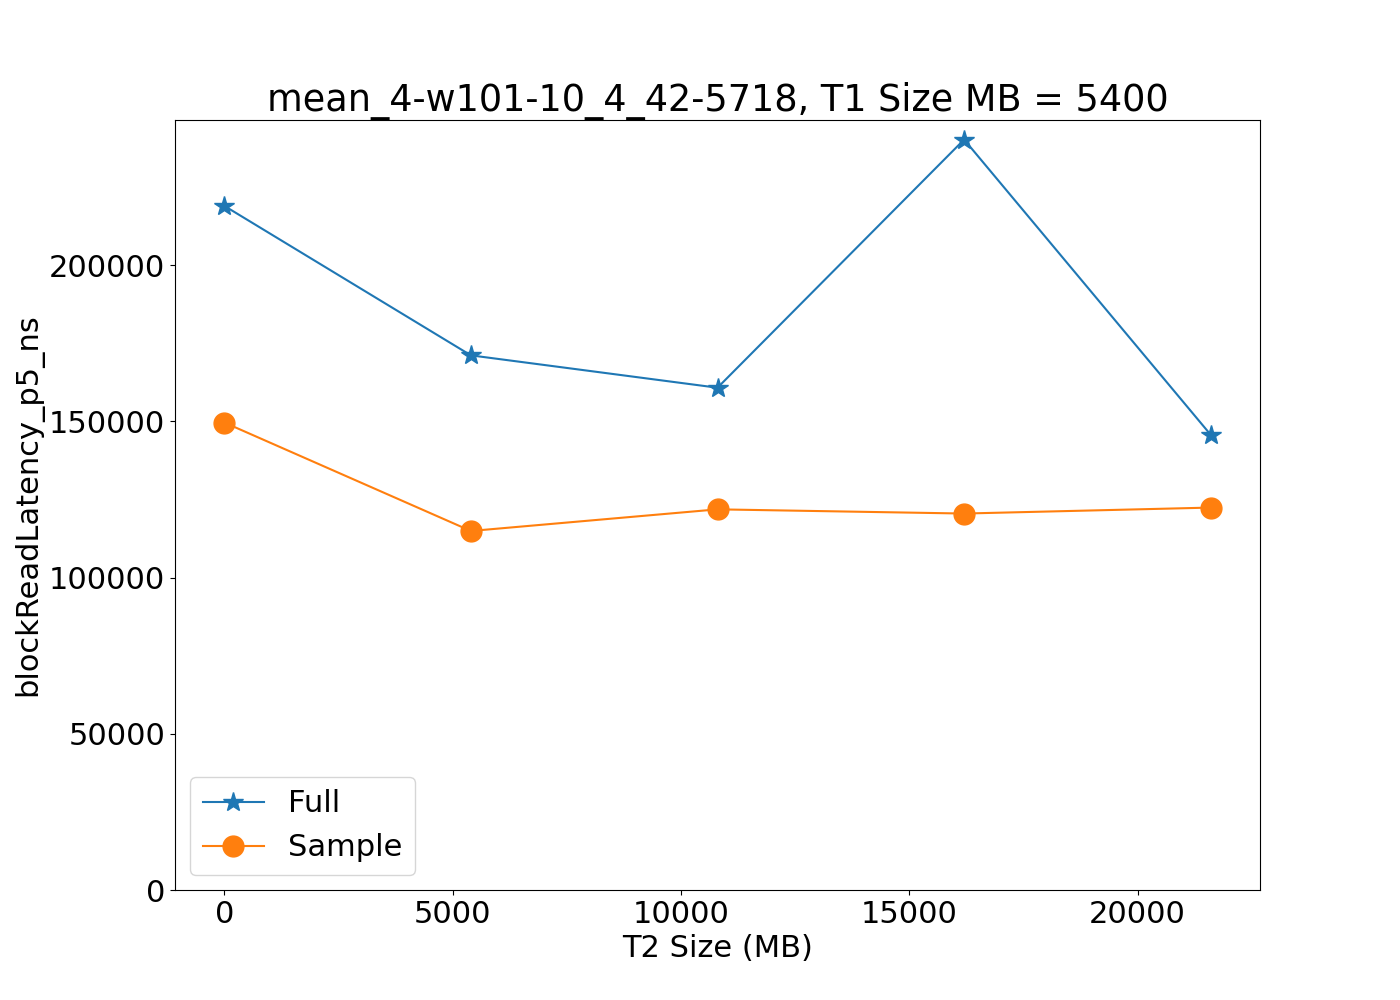 mean_4-w101-10_4_42-5718, T1 Size MB = 5400
blockReadLatency_p5_ns
200000
150000
100000
50000
0
Full
Sample
0 5000 10000 15000 20000
T2 Size (MB)